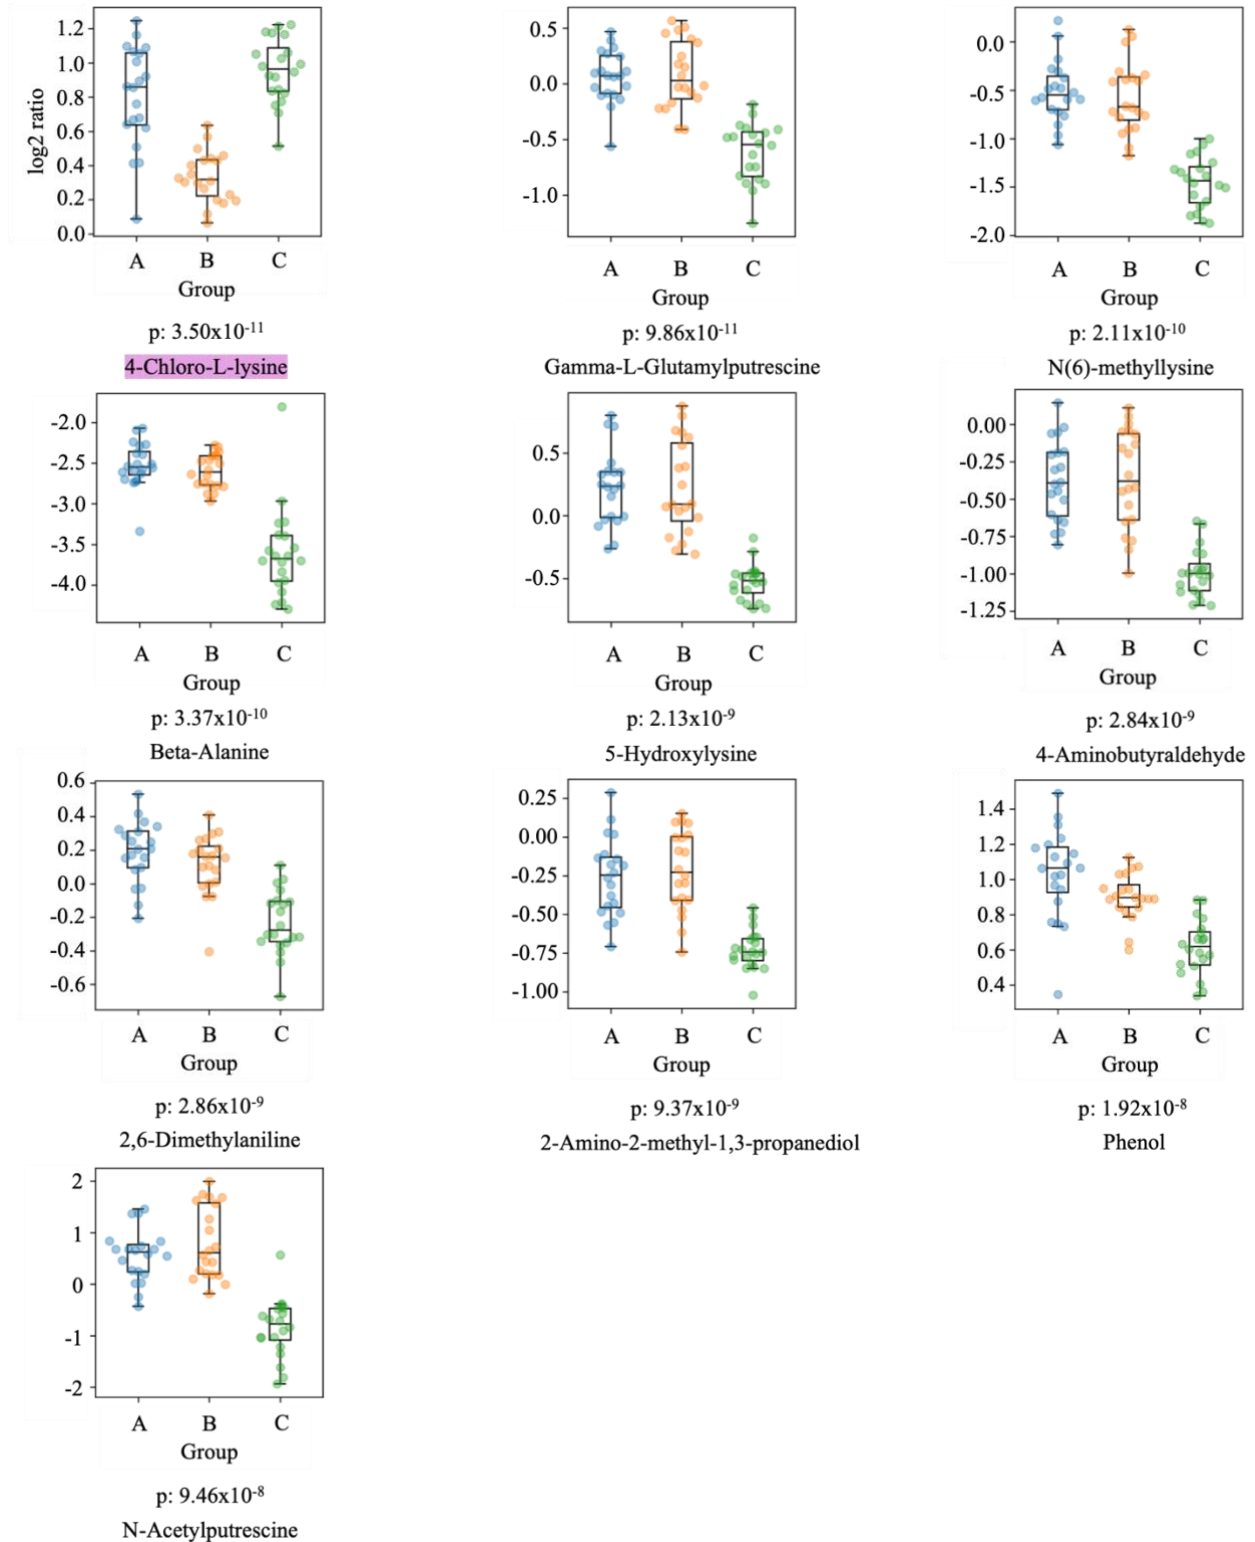 log2 ratio
1.2
1.0
0.8
0.6
0.4
0.2
0.0
A B C
Group
p: 3.50x10⁻¹¹
4-Chloro-L-lysine
0.5
0.0
-0.5
-1.0
A B C
Group
p: 9.86x10⁻¹¹
Gamma-L-Glutamylputrescine
0.0
-0.5
-1.0
-1.5
-2.0
A B C
Group
p: 2.11x10⁻¹⁰
N(6)-methyllysine
-2.0
-2.5
-3.0
-3.5
-4.0
A B C
Group
p: 3.37x10⁻¹⁰
Beta-Alanine
0.5
0.0
-0.5
A B C
Group
p: 2.13x10⁻⁹
5-Hydroxylysine
0.00
-0.25
-0.50
-0.75
-1.00
-1.25
A B C
Group
p: 2.84x10⁻⁹
4-Aminobutyraldehyde
0.6
0.4
0.2
0.0
-0.2
-0.4
-0.6
A B C
Group
p: 2.86x10⁻⁹
2,6-Dimethylaniline
0.25
0.00
-0.25
-0.50
-0.75
-1.00
A B C
Group
p: 9.37x10⁻⁹
2-Amino-2-methyl-1,3-propanediol
1.4
1.2
1.0
0.8
0.6
0.4
A B C
Group
p: 1.92x10⁻⁸
Phenol
2
1
0
-1
-2
A B C
Group
p: 9.46x10⁻⁸
N-Acetylputrescine